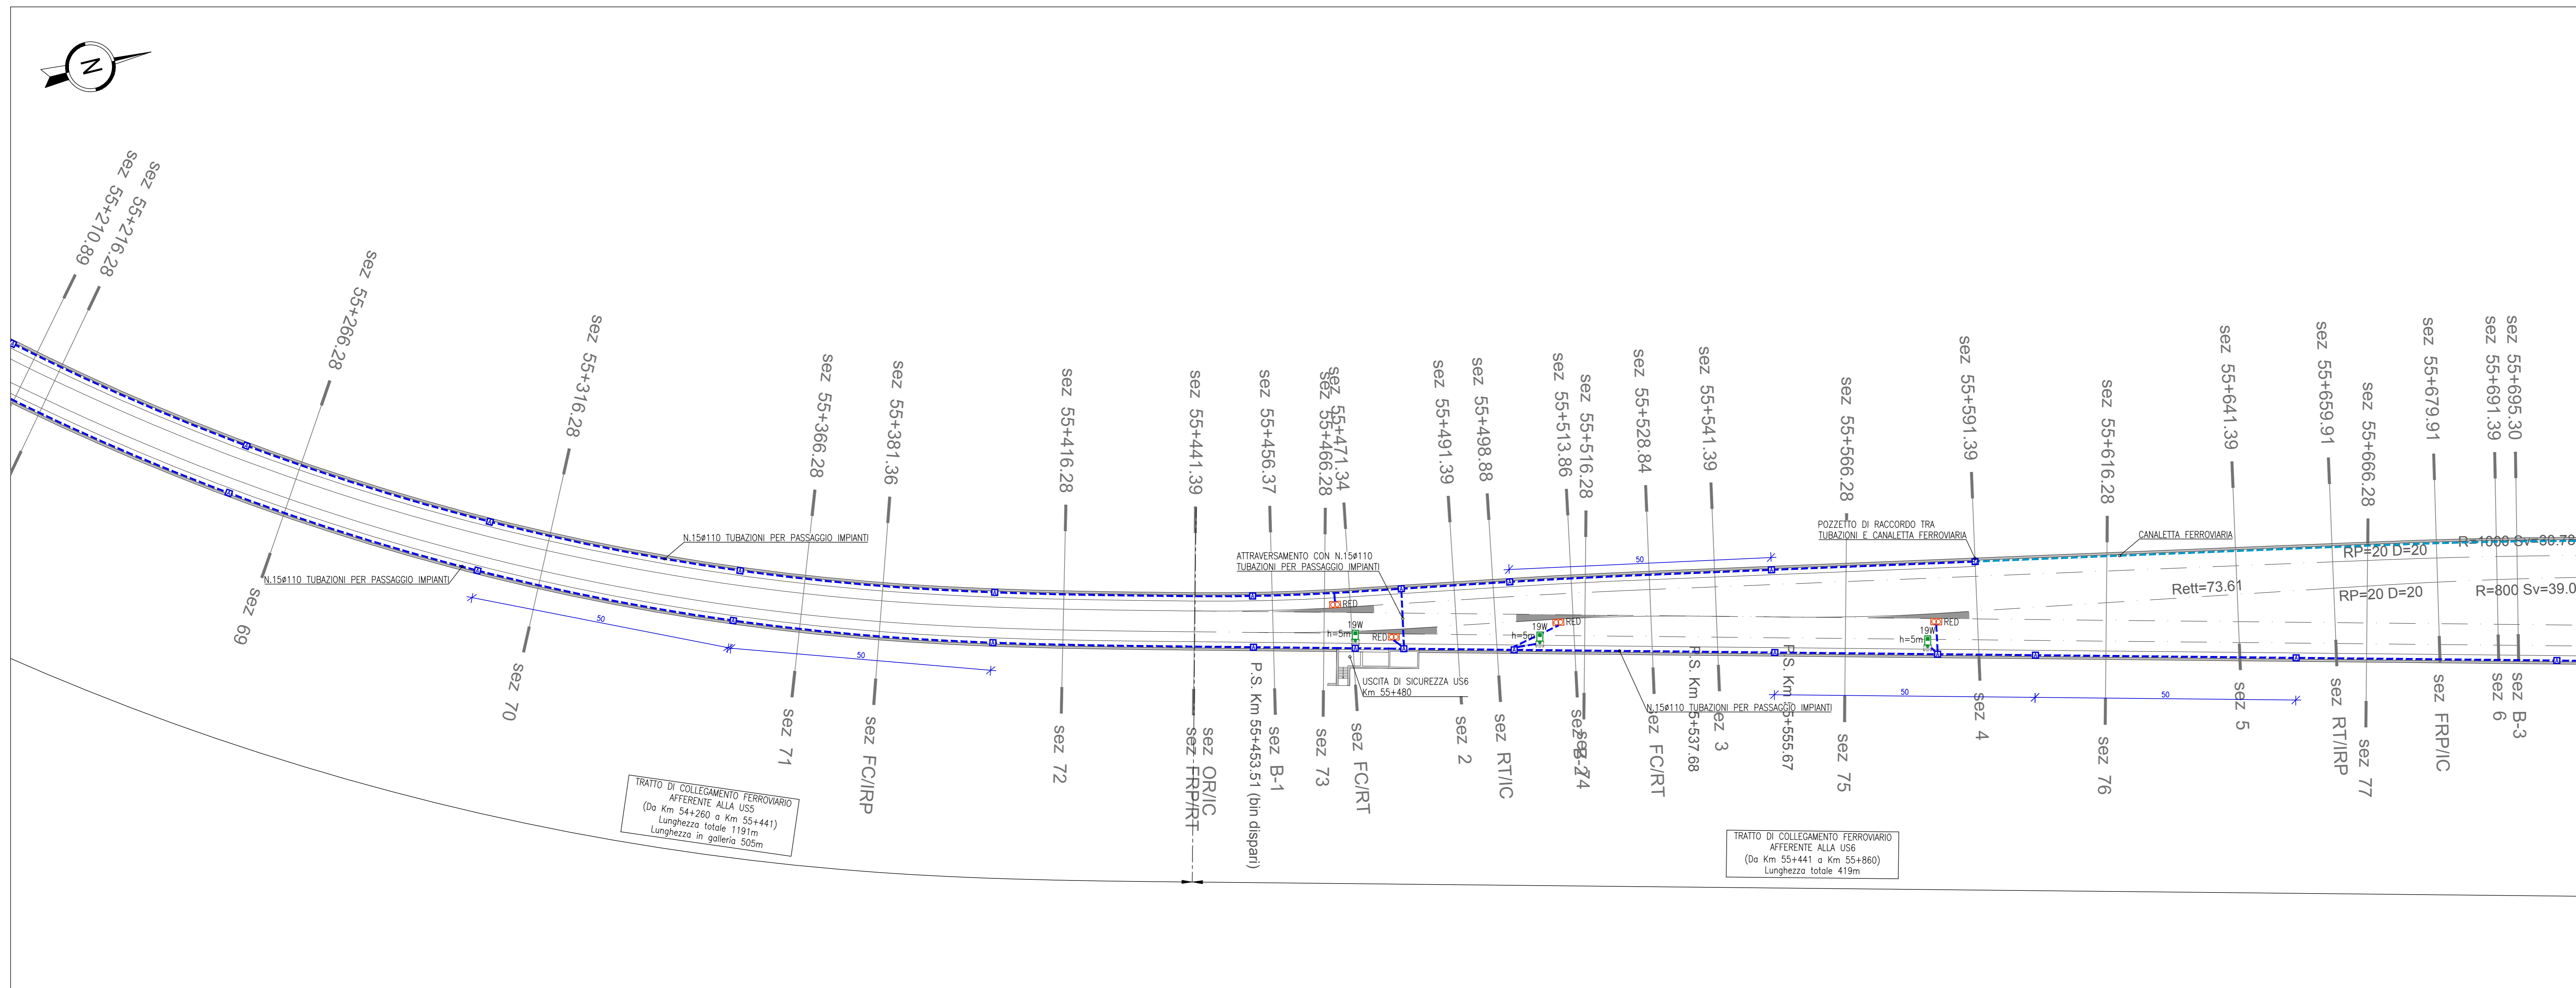 N
sez 55+210.89
sez 55+216.28
sez 55+266.28
sez 55+316.28
sez 55+366.28
sez 55+381.36
sez 55+416.28
sez 55+441.39
sez 55+456.37
sez 55+466.28
sez 55+471.34
sez 55+491.39
sez 55+498.88
sez 55+513.86
sez 55+516.28
sez 55+528.84
sez 55+541.39
sez 55+566.28
sez 55+591.39
sez 55+616.28
sez 55+641.39
sez 55+659.91
sez 55+666.28
sez 55+679.91
sez 55+691.39
sez 55+695.30
N.15ø110 TUBAZIONI PER PASSAGGIO IMPIANTI
N.15ø110 TUBAZIONI PER PASSAGGIO IMPIANTI
ATTRAVERSAMENTO CON N.15ø110
TUBAZIONI PER PASSAGGIO IMPIANTI
POZZETTO DI RACCORDO TRA
TUBAZIONI E CANALETTA FERROVIARIA
CANALETTA FERROVIARIA
50
RP=20 D=20
Rett=73.61
RP=20 D=20
RED
19W
h=5m
RED
19W
h=5m
RED
19W
h=5m
RED
50
50
USCITA DI SICUREZZA US6
Km 55+480
N.15ø110 TUBAZIONI PER PASSAGGIO IMPIANTI
50
50
sez 69
sez 70
sez 71
sez FC/IRP
sez 72
sez FRP/RT
sez OR/IC
P.S. Km 55+453.51 (bin dispari)
sez B-1
sez 73
sez FC/RT
sez 2
sez RT/IC
sez B-2
sez 74
sez FC/RT
P.S. Km 55+537.68
sez 3
P.S. Km 55+555.67
sez 75
sez 4
sez 76
sez 5
sez RT/IRP
sez 77
sez FRP/IC
sez 6
sez B-3
TRATTO DI COLLEGAMENTO FERROVIARIO
AFFERENTE ALLA US5
(Da Km 54+260 a Km 55+441)
Lunghezza totale 1191m
Lunghezza in galleria 505m
TRATTO DI COLLEGAMENTO FERROVIARIO
AFFERENTE ALLA US6
(Da Km 55+441 a Km 55+860)
Lunghezza totale 419m